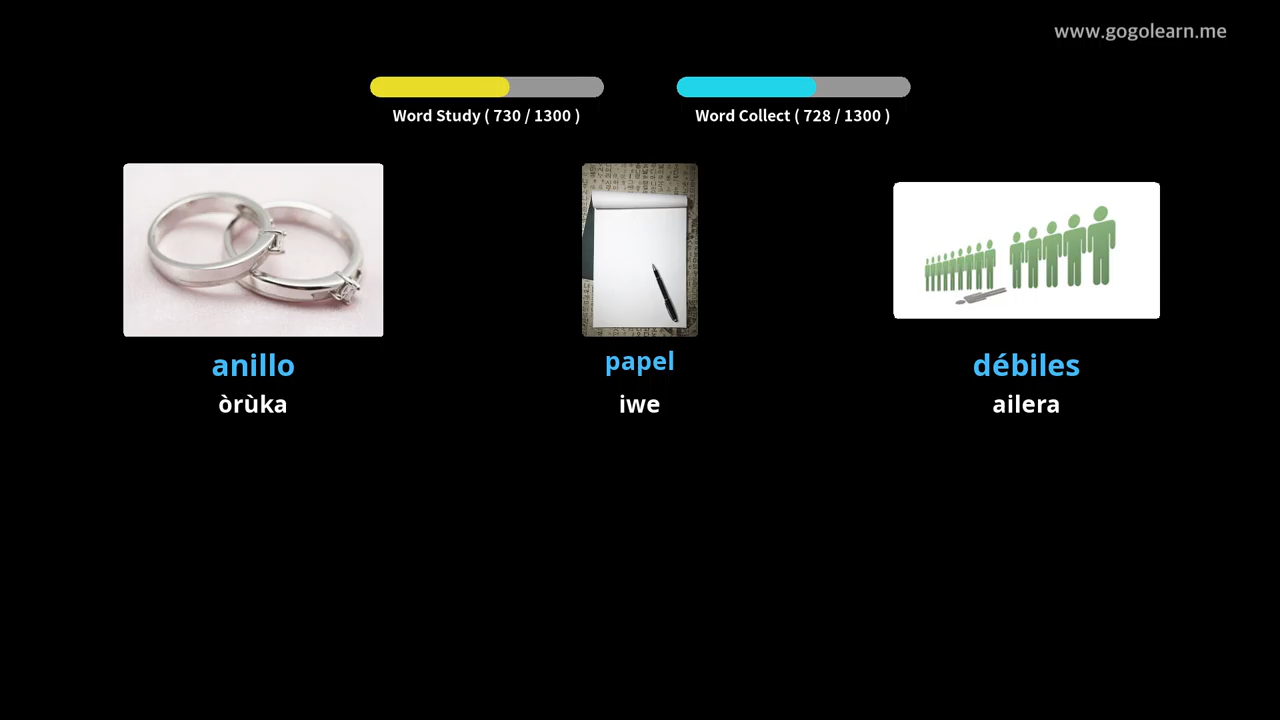 www.gogolearn.me
Word Study ( 730 / 1300 )
Word Collect ( 728 / 1300 )
anillo
òrùka
papel
iwe
débiles
ailera